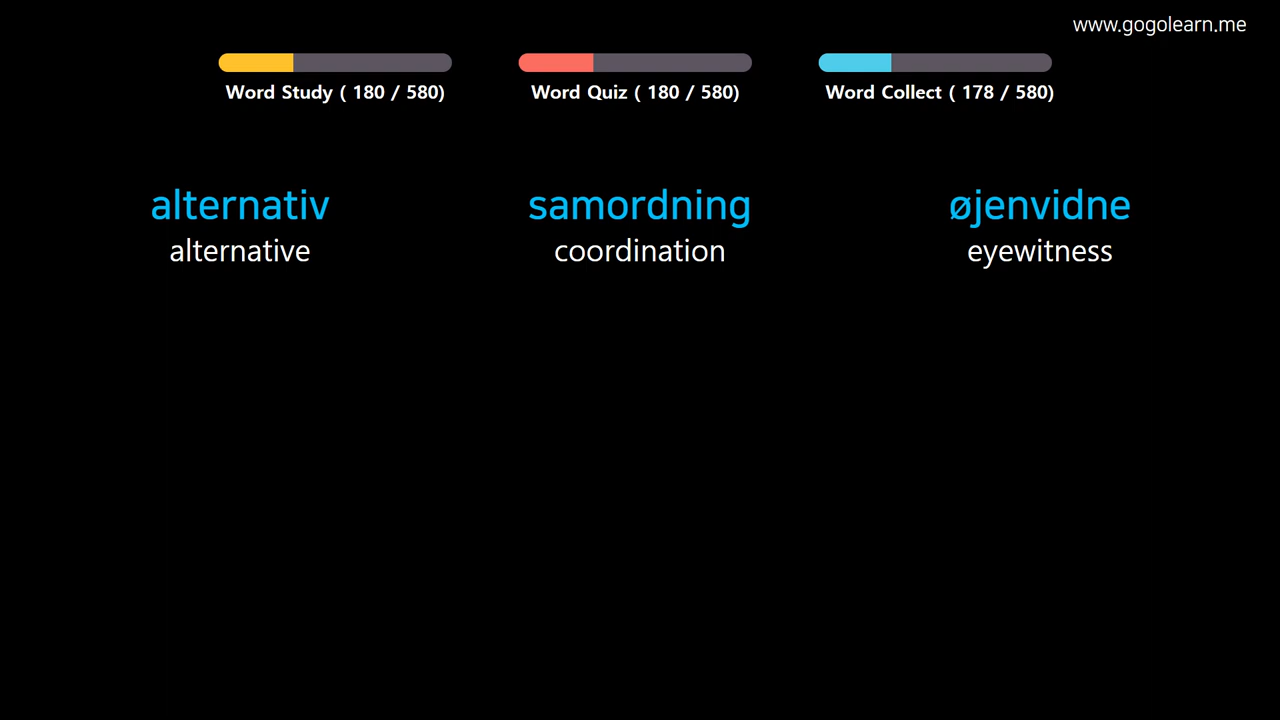 www.gogolearn.me
Word Study ( 180 / 580)
Word Quiz ( 180 / 580)
Word Collect ( 178 / 580)
alternativ
alternative
samordning
coordination
øjenvidne
eyewitness